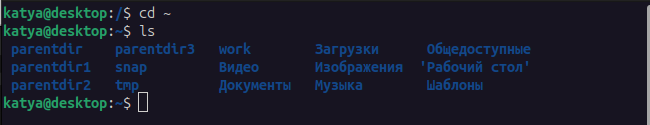 katya@desktop:/$ cd ~
katya@desktop:~$ ls
parentdir parentdir3 work Загрузки Общедоступные
parentdir1 snap Видео Изображения 'Рабочий стол'
parentdir2 tmp Документы Музыка Шаблоны
katya@desktop:~$